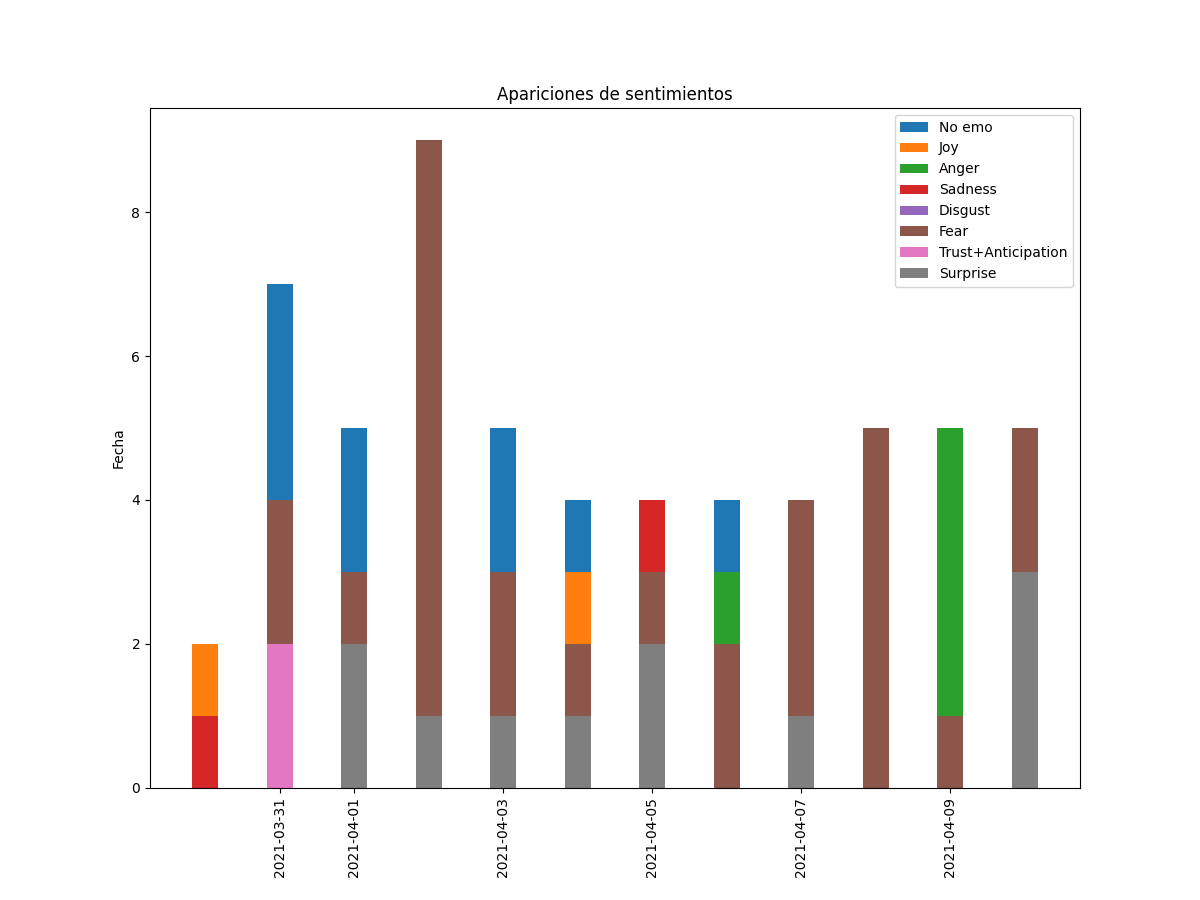 Apariciones de sentimientos
No emo
Joy
Anger
Sadness
Disgust
Fear
Trust+Anticipation
Surprise
Fecha
8
6
4
2
0
2021-03-31
2021-04-01
2021-04-03
2021-04-05
2021-04-07
2021-04-09